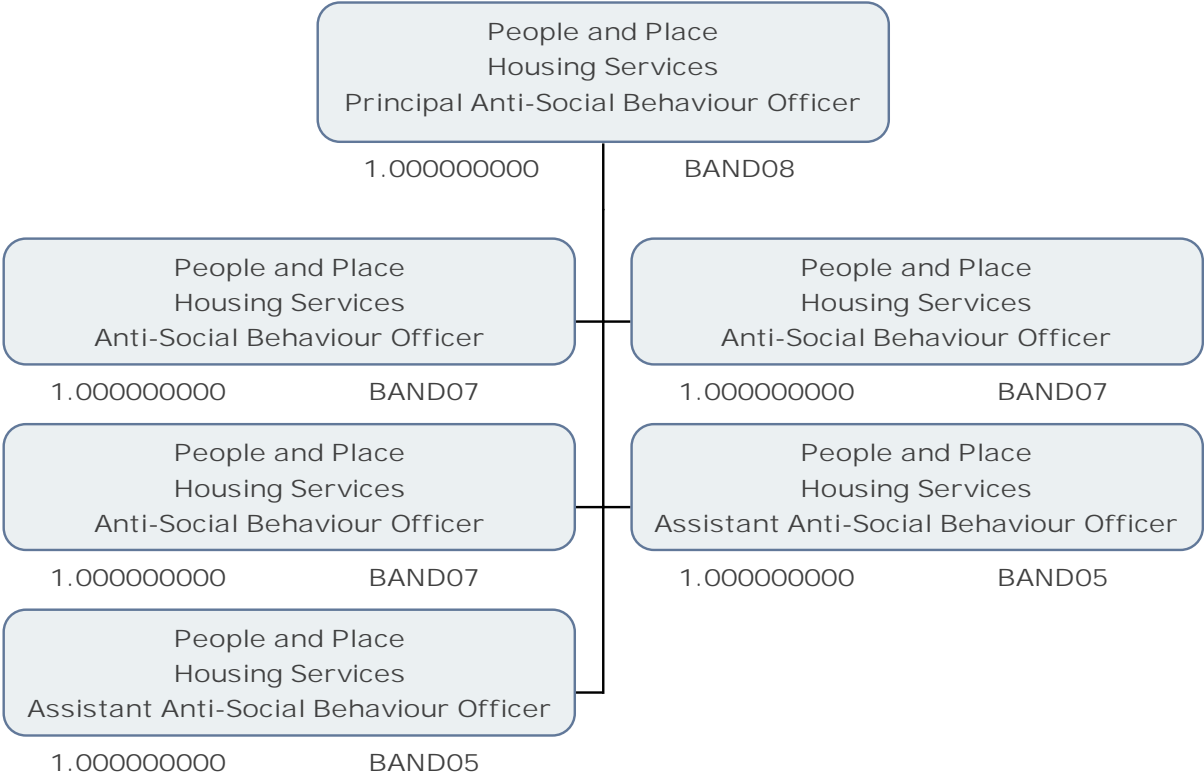 People and Place
Housing Services
Principal Anti-Social Behaviour Officer
1.000000000 BAND08
People and Place
Housing Services
Anti-Social Behaviour Officer
1.000000000 BAND07
People and Place
Housing Services
Anti-Social Behaviour Officer
1.000000000 BAND07
People and Place
Housing Services
Anti-Social Behaviour Officer
1.000000000 BAND07
People and Place
Housing Services
Assistant Anti-Social Behaviour Officer
1.000000000 BAND05
People and Place
Housing Services
Assistant Anti-Social Behaviour Officer
1.000000000 BAND05